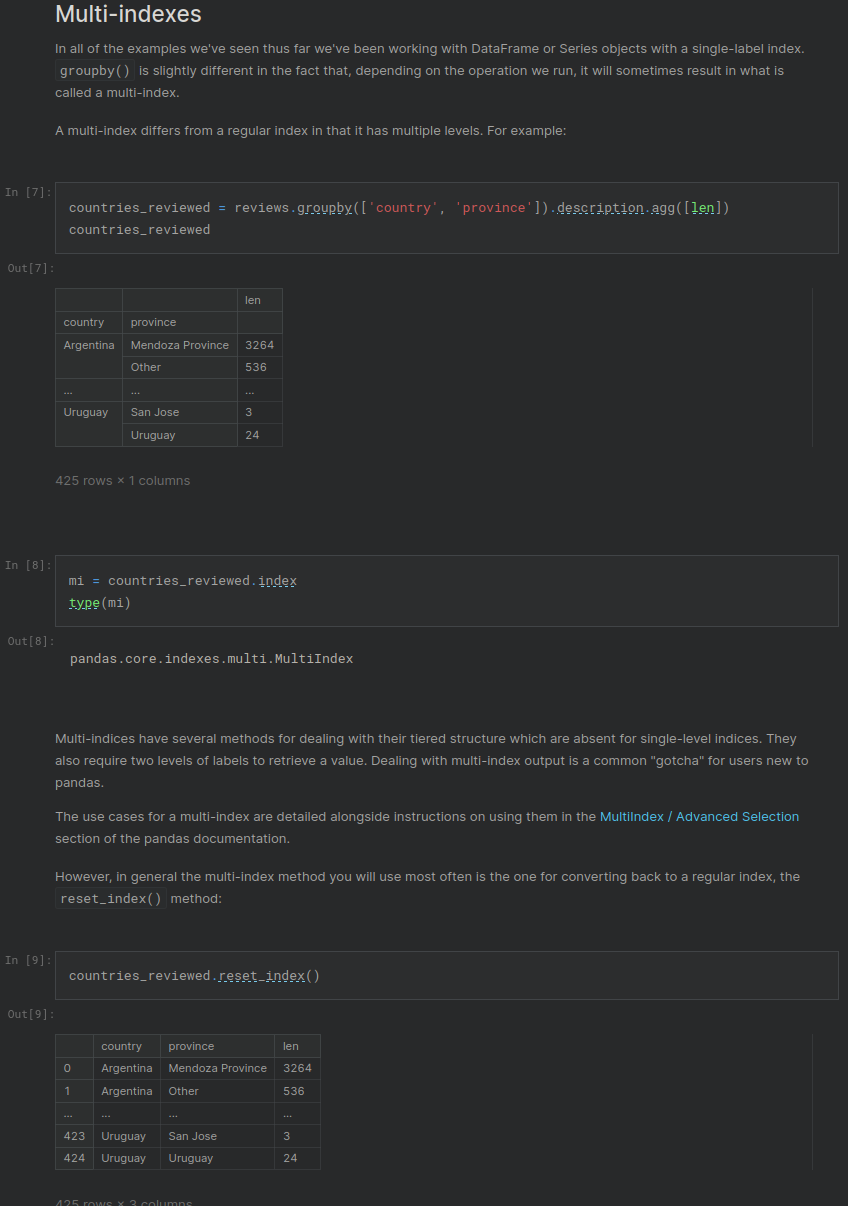 Multi-indexes
In all of the examples we've seen thus far we've been working with DataFrame or Series objects with a single-label index.
groupby() is slightly different in the fact that, depending on the operation we run, it will sometimes result in what is
called a multi-index.
A multi-index differs from a regular index in that it has multiple levels. For example:
In [7]:
countries_reviewed = reviews.groupby(['country', 'province']).description.agg([len])
countries_reviewed
Out[7]:
len
country province
Argentina Mendoza Province 3264
Other 536
... ... ...
Uruguay San Jose 3
Uruguay 24
425 rows × 1 columns
In [8]:
mi = countries_reviewed.index
type(mi)
Out[8]:
pandas.core.indexes.multi.MultiIndex
Multi-indices have several methods for dealing with their tiered structure which are absent for single-level indices. They
also require two levels of labels to retrieve a value. Dealing with multi-index output is a common "gotcha" for users new to
pandas.
The use cases for a multi-index are detailed alongside instructions on using them in the MultiIndex / Advanced Selection
section of the pandas documentation.
However, in general the multi-index method you will use most often is the one for converting back to a regular index, the
reset_index() method:
In [9]:
countries_reviewed.reset_index()
Out[9]:
country province len
0 Argentina Mendoza Province 3264
1 Argentina Other 536
... ... ... ...
423 Uruguay San Jose 3
424 Uruguay Uruguay 24
425 rows × 3 columns